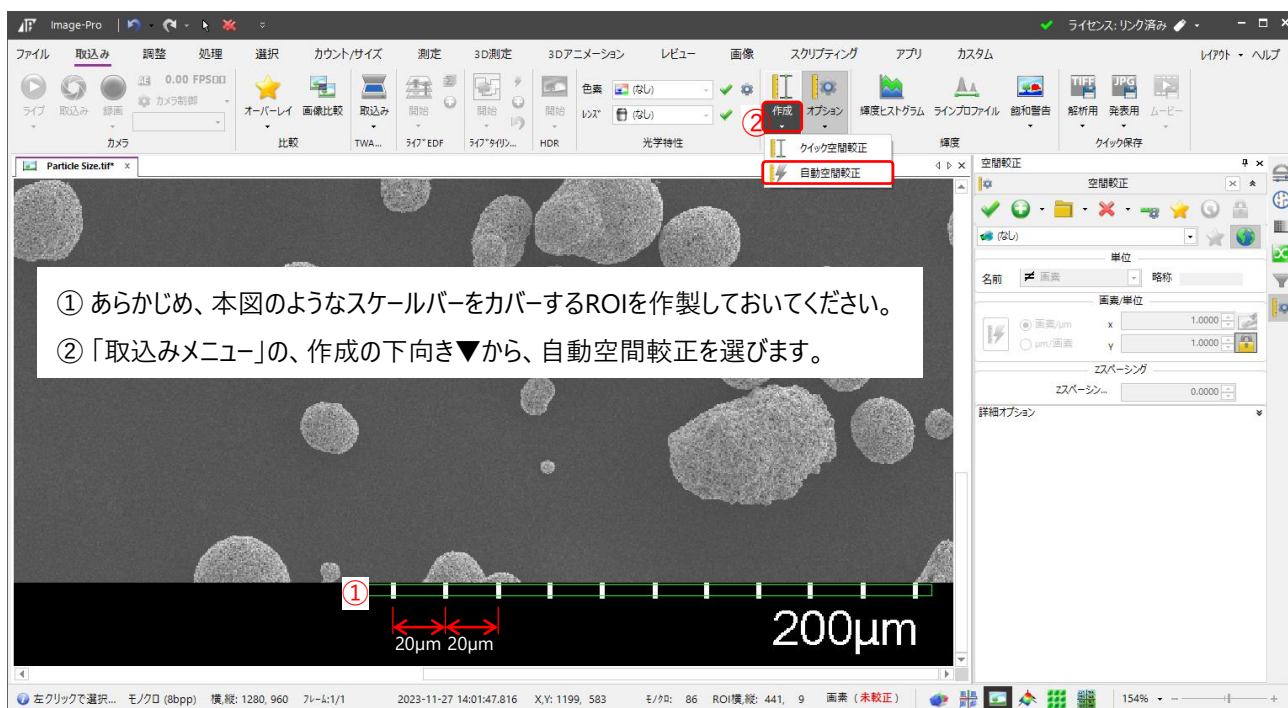 Image-Pro
ライセンス: リンク済み
ファイル 取込み 調整 処理 選択 カウント/サイズ 測定 3D測定 3Dアニメーション レビュー 画像 スクリプティング アプリ カスタム レイアウト ヘルプ
0.00 FPS
カメラ制御
ライブ 取込み 録画 オーバーレイ 画像比較 取込み 開始 開始 開始
色素 (なし)
レンズ (なし)
② 作成 オプション 輝度ヒストグラム ラインプロファイル 飽和警告 解析用 発表用 ムービー
TIFF JPG
カメラ 比較 TWA... ライブEDF ライブタイリン... HDR 光学特性 輝度 クイック保存
クイック空間較正
自動空間較正
Particle Size.tif* x
空間較正
空間較正
(なし)
単位
名前 画素 略称
画素/単位
画素/μm x 1.0000
μm/画素 y 1.0000
Zスペーシング
Zスペーシン... 0.0000
詳細オプション
① あらかじめ、本図のようなスケールバーをカバーするROIを作製しておいてください。
② 「取込みメニュー」の、作成の下向き▼から、自動空間較正を選びます。
①
20μm 20μm
200μm
左クリックで選択... モノクロ (8bpp) 横,縦: 1280, 960 フレーム:1/1 2023-11-27 14:01:47.816 X,Y: 1199, 583 モノクロ: 86 ROI横,縦: 441, 9 画素 (未較正) 154%